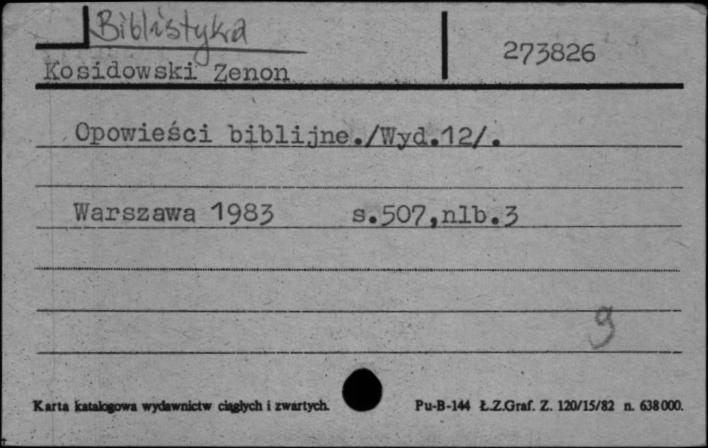 Biblistyka
273826
Kosidowski Zenon
Opowieści biblijne./Wyd.12/.
Warszawa 1983 s.507,nlb.3
g
Karta katalogowa wydawnictw ciągłych i zwartych.
Pu-B-144 Ł.Z.Graf. Z. 120/15/82 n. 638000.